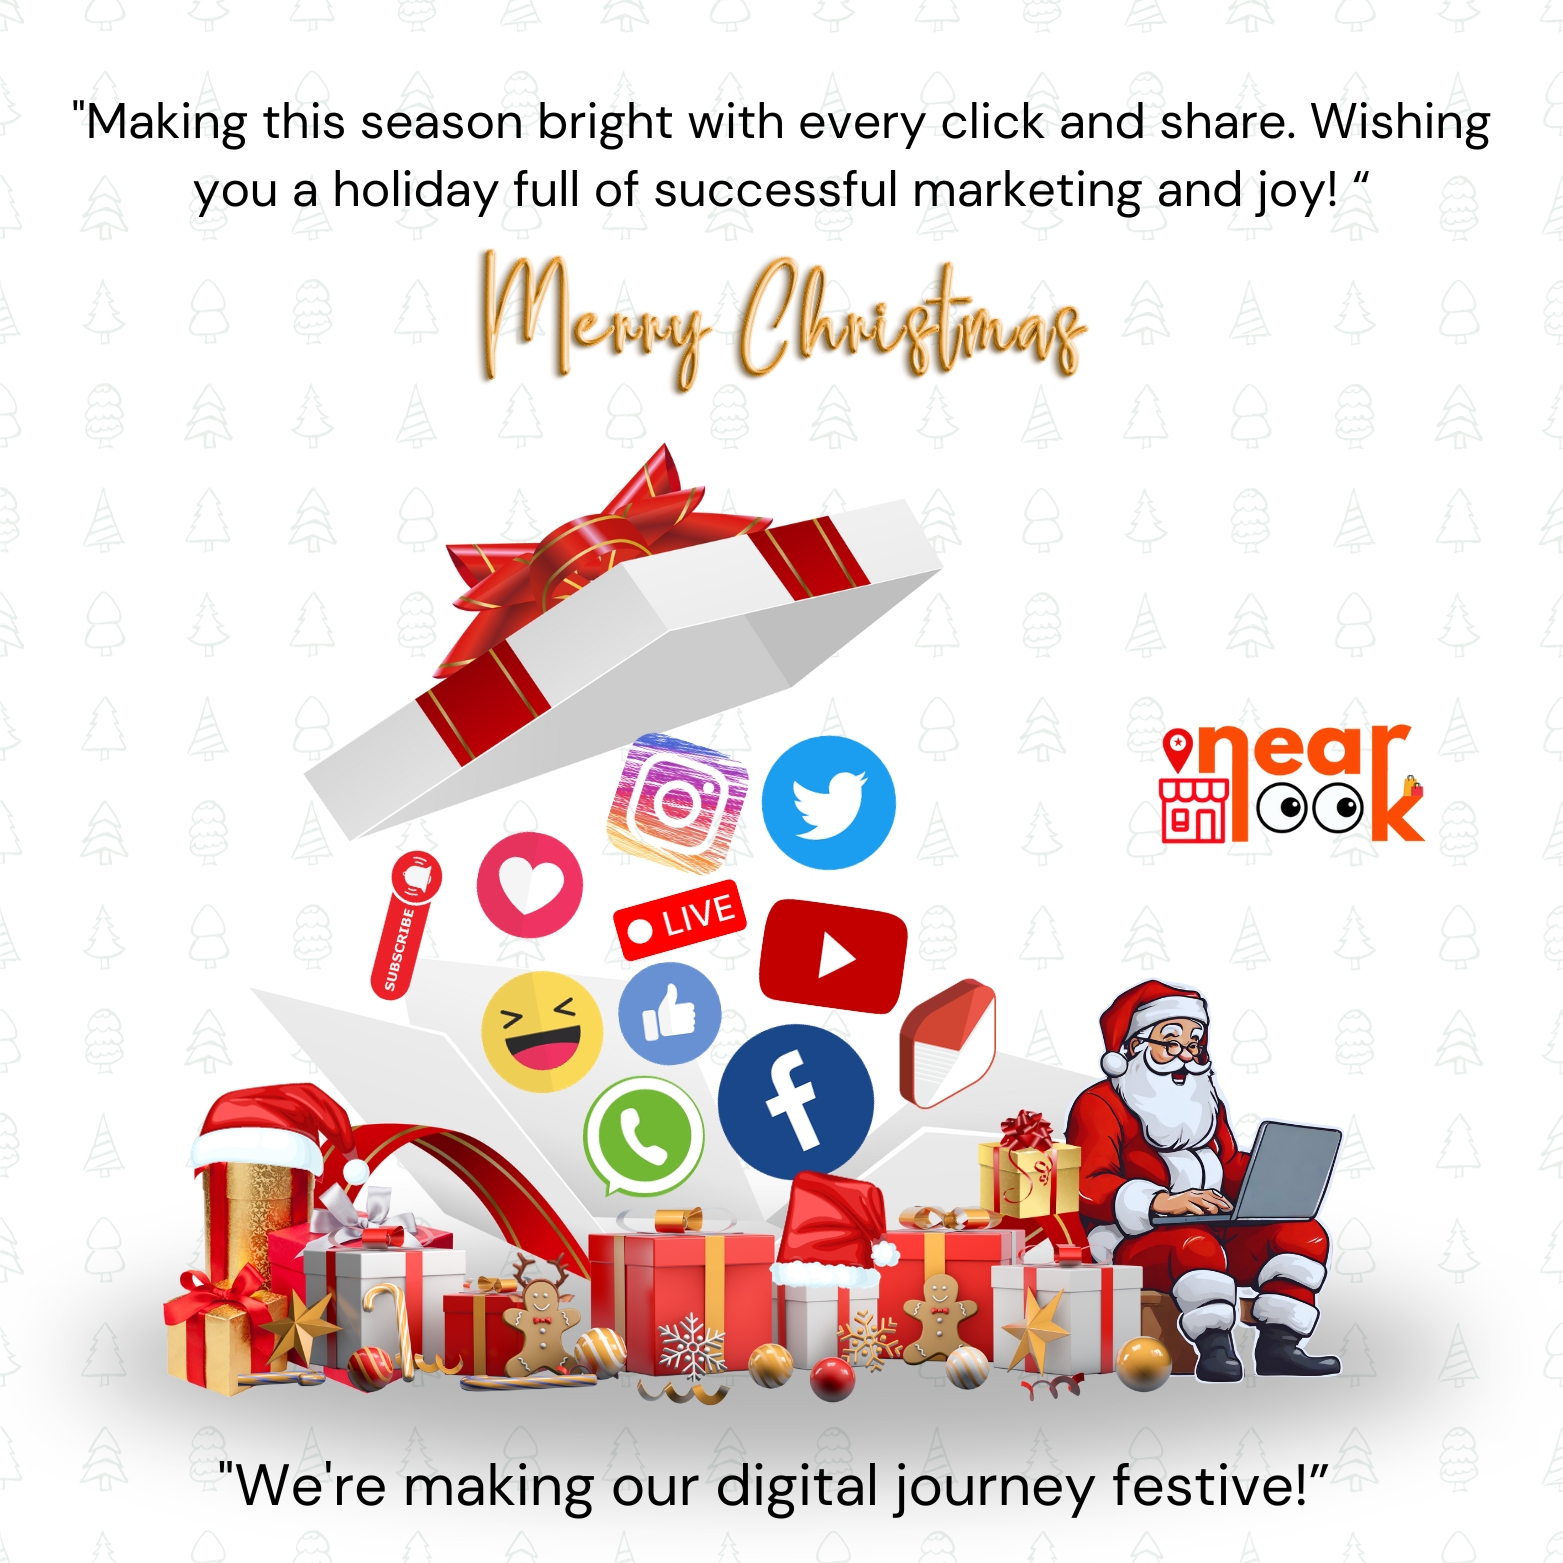 "Making this season bright with every click and share. Wishing
you a holiday full of successful marketing and joy! “
Merry Christmas
near
look
SUBSCRIBE
LIVE
"We're making our digital journey festive!”